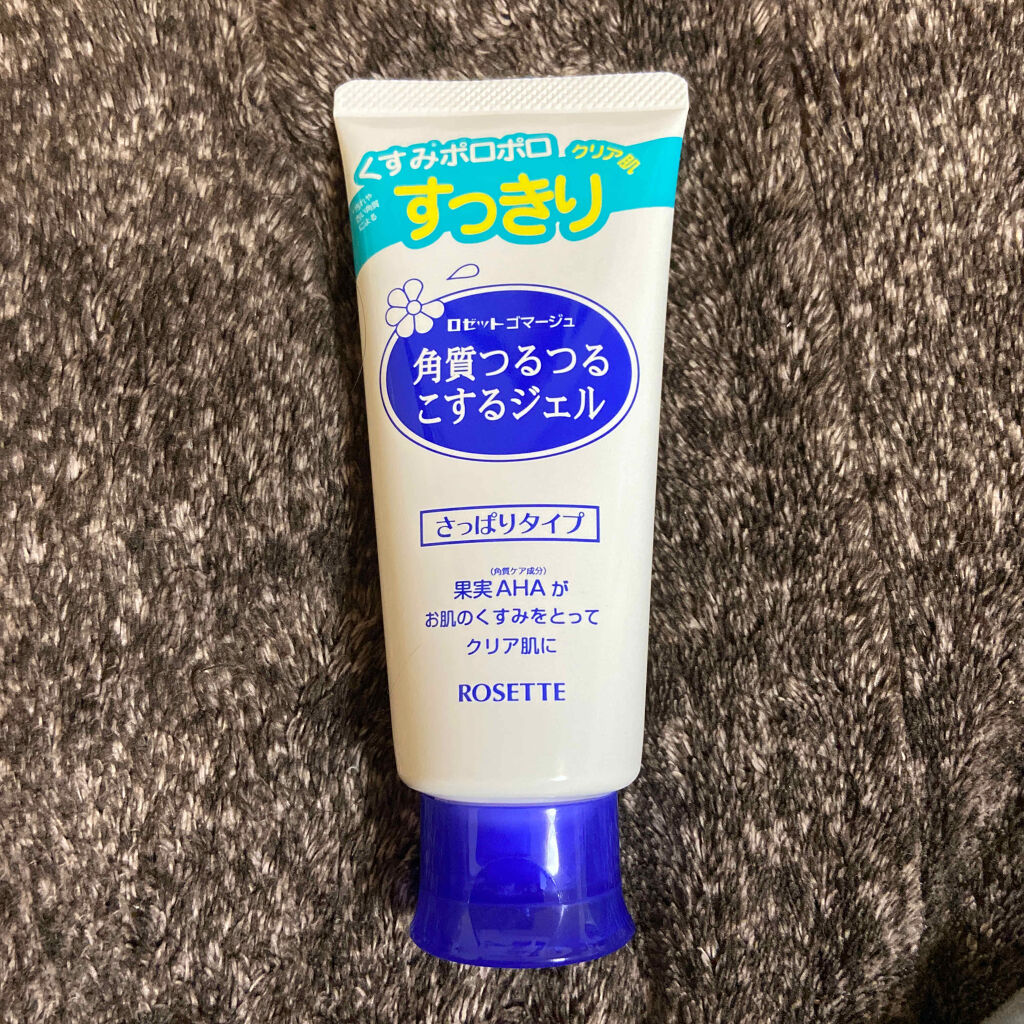 くすみポロポロ クリア肌
すっきり
ロゼットゴマージュ
角質つるつる
こするジェル
さっぱりタイプ
(角質ケア成分)
果実AHAが
お肌のくすみをとって
クリア肌に
ROSETTE